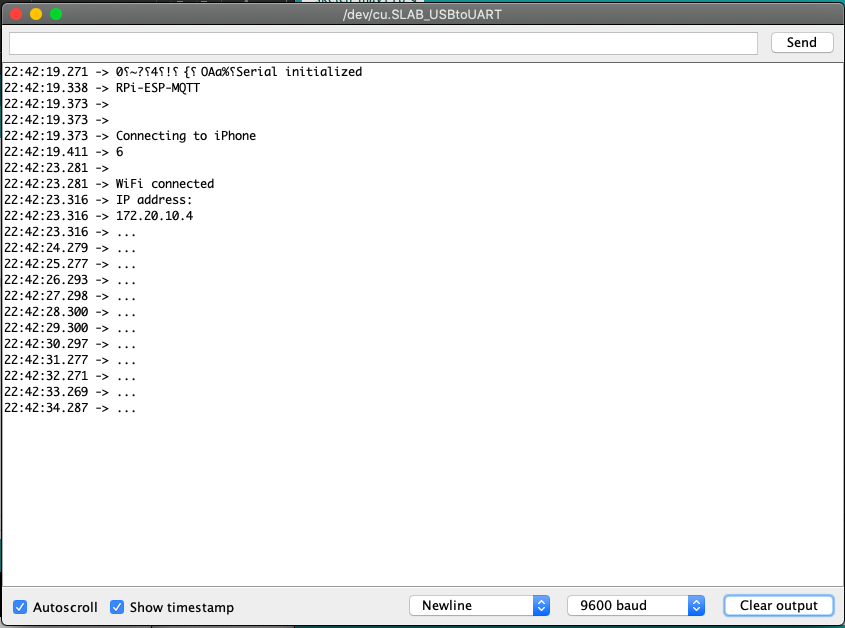 /dev/cu.SLAB_USBtoUART
Send
22:42:19.271 -> 0⸮~?⸮4⸮!⸮ {⸮ OAa%⸮Serial initialized
22:42:19.338 -> RPi-ESP-MQTT
22:42:19.373 ->
22:42:19.373 ->
22:42:19.373 -> Connecting to iPhone
22:42:19.411 -> 6
22:42:23.281 ->
22:42:23.281 -> WiFi connected
22:42:23.316 -> IP address:
22:42:23.316 -> 172.20.10.4
22:42:23.316 -> ...
22:42:24.279 -> ...
22:42:25.277 -> ...
22:42:26.293 -> ...
22:42:27.298 -> ...
22:42:28.300 -> ...
22:42:29.300 -> ...
22:42:30.297 -> ...
22:42:31.277 -> ...
22:42:32.271 -> ...
22:42:33.269 -> ...
22:42:34.287 -> ...
Autoscroll Show timestamp Newline 9600 baud Clear output